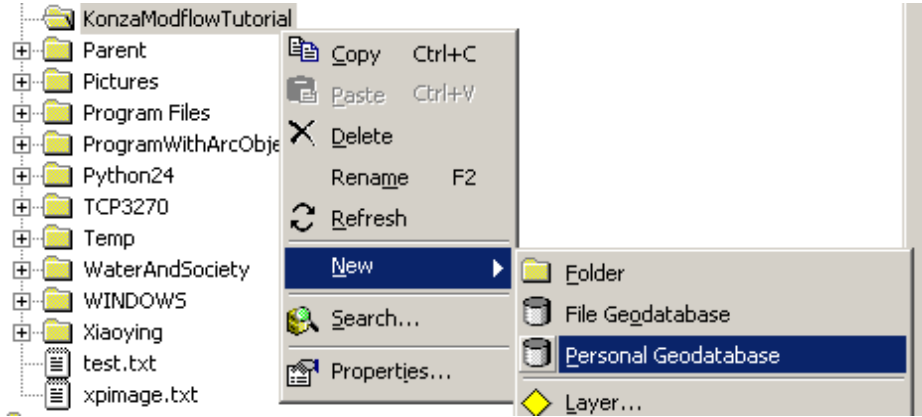 KonzaModflowTutorial
Parent
Pictures
Program Files
ProgramWithArcObje
Python24
TCP3270
Temp
WaterAndSociety
WINDOWS
Xiaoying
test.txt
xpimage.txt
Copy Ctrl+C
Paste Ctrl+V
Delete
Rename F2
Refresh
New
Search...
Properties...
Folder
File Geodatabase
Personal Geodatabase
Layer...